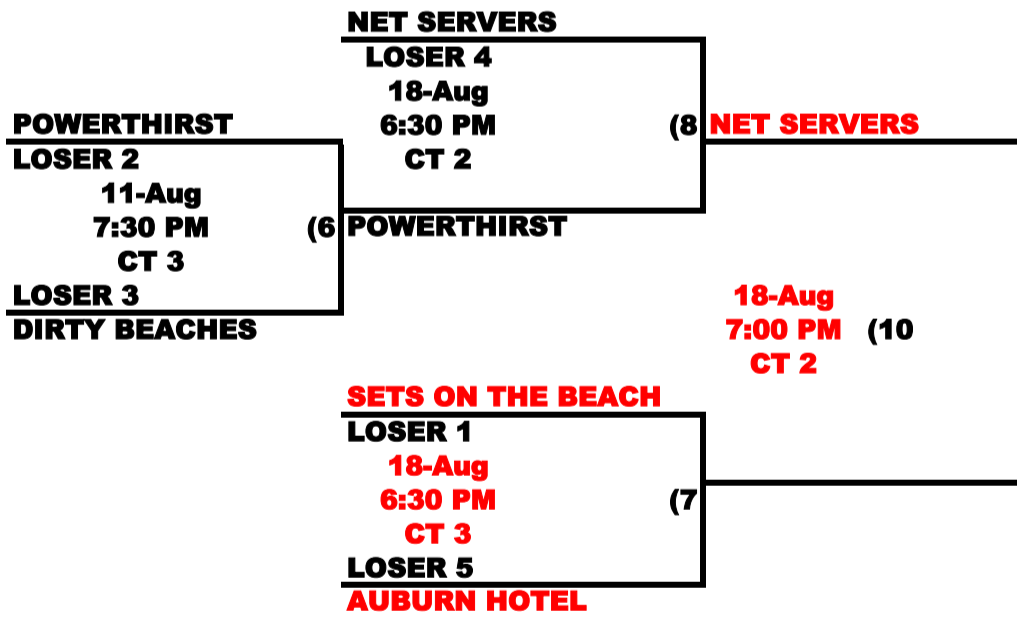 NET SERVERS
LOSER 4
18-Aug
6:30 PM (8
CT 2
POWERTHIRST
NET SERVERS
POWERTHIRST
LOSER 2
11-Aug
7:30 PM (6
CT 3
LOSER 3
DIRTY BEACHES
18-Aug
7:00 PM (10
CT 2
SETS ON THE BEACH
LOSER 1
18-Aug
6:30 PM (7
CT 3
LOSER 5
AUBURN HOTEL